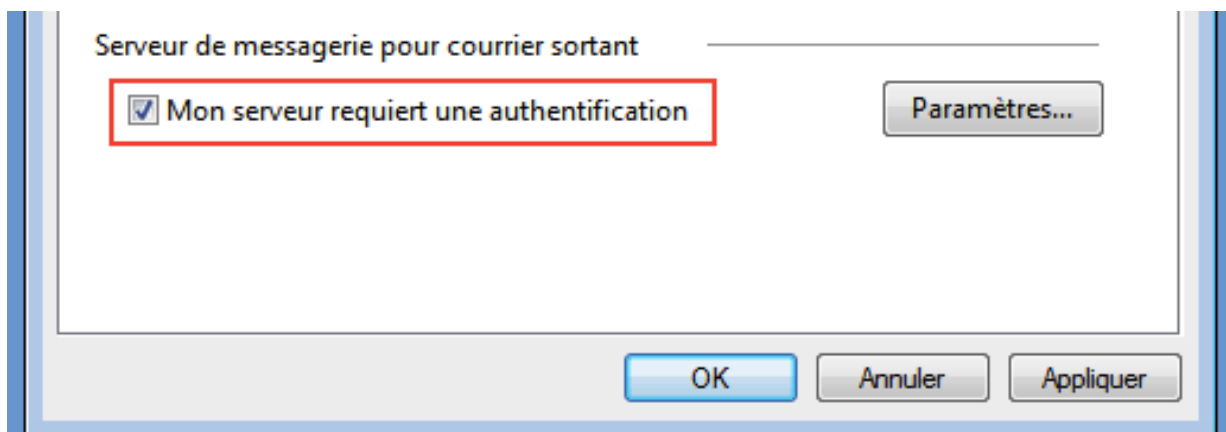 Serveur de messagerie pour courrier sortant
Mon serveur requiert une authentification
Paramètres...
OK
Annuler
Appliquer